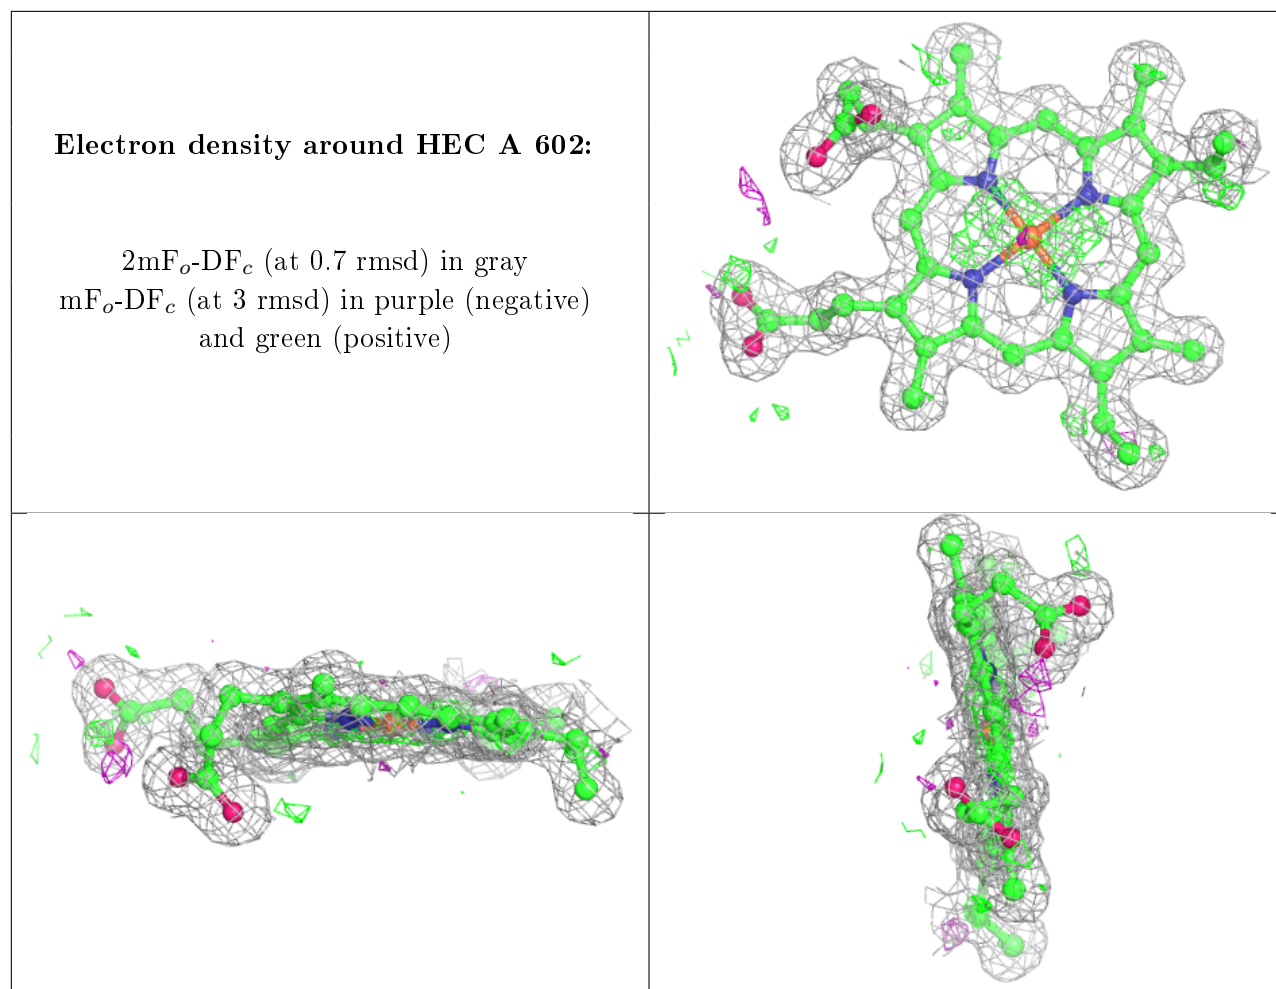 Electron density around HEC A 602:
2mFo-DFc (at 0.7 rmsd) in gray
mFo-DFc (at 3 rmsd) in purple (negative)
and green (positive)